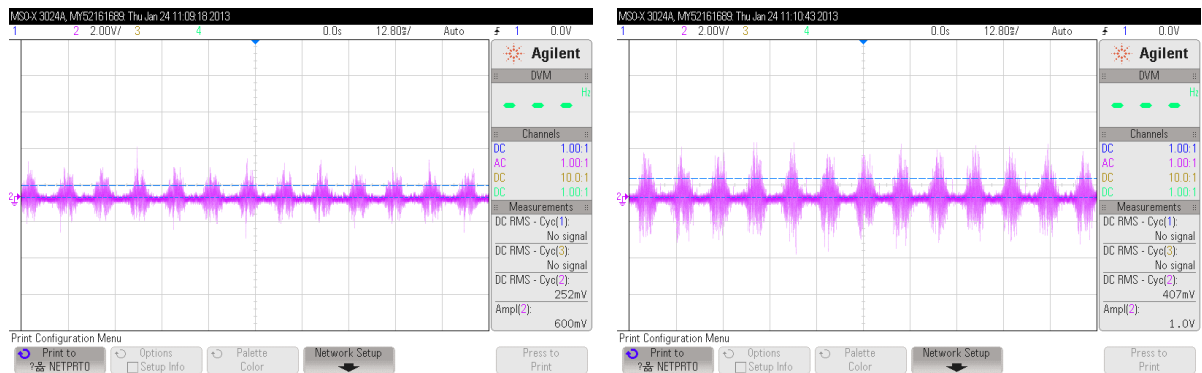 MSO-X 3024A, MY52161689: Thu Jan 24 11:09:18 2013
1 2 2.00V/ 3 4 0.0s 12.80%/ Auto 1 0.0V
Agilent
DVM
Hz
Channels
DC 1.00:1
AC 1.00:1
DC 10.0:1
DC 1.00:1
Measurements
DC RMS - Cyc(1):
No signal
DC RMS - Cyc(3):
No signal
DC RMS - Cyc(2):
252mV
Ampl(2):
600mV
2
Print Configuration Menu
Print to
?
NETPRT0
Options
Setup Info
Palette
Color
Network Setup
Press to
Print
MSO-X 3024A, MY52161689: Thu Jan 24 11:10:43 2013
1 2 2.00V/ 3 4 0.0s 12.80%/ Auto 1 0.0V
Agilent
DVM
Hz
Channels
DC 1.00:1
AC 1.00:1
DC 10.0:1
DC 1.00:1
Measurements
DC RMS - Cyc(1):
No signal
DC RMS - Cyc(3):
No signal
DC RMS - Cyc(2):
407mV
Ampl(2):
1.0V
2
Print Configuration Menu
Print to
?
NETPRT0
Options
Setup Info
Palette
Color
Network Setup
Press to
Print